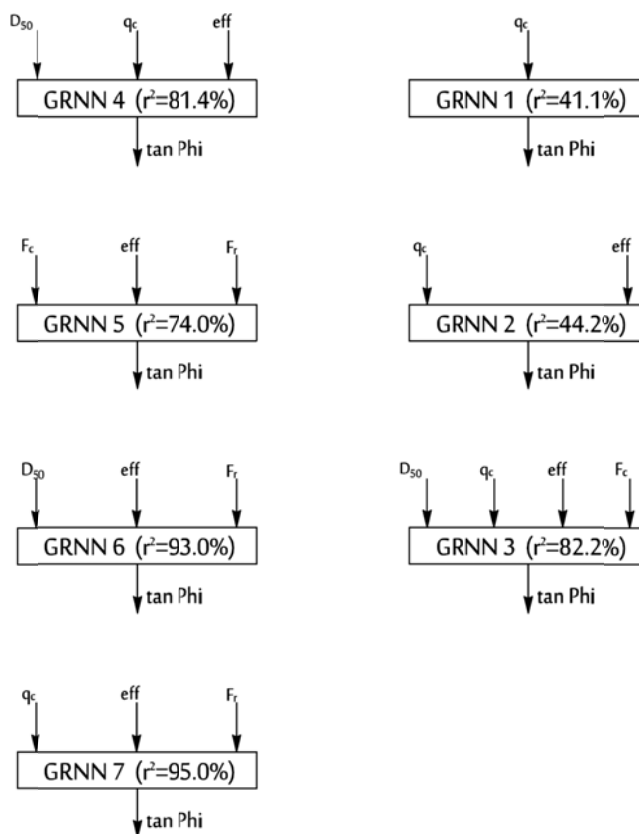 D₅₀ qc eff
GRNN 4 (r²=81.4%)
tan Phi
qc
GRNN 1 (r²=41.1%)
tan Phi
Fc eff Fr
GRNN 5 (r²=74.0%)
tan Phi
qc eff
GRNN 2 (r²=44.2%)
tan Phi
D₅₀ eff Fr
GRNN 6 (r²=93.0%)
tan Phi
D₅₀ qc eff Fc
GRNN 3 (r²=82.2%)
tan Phi
qc eff Fr
GRNN 7 (r²=95.0%)
tan Phi